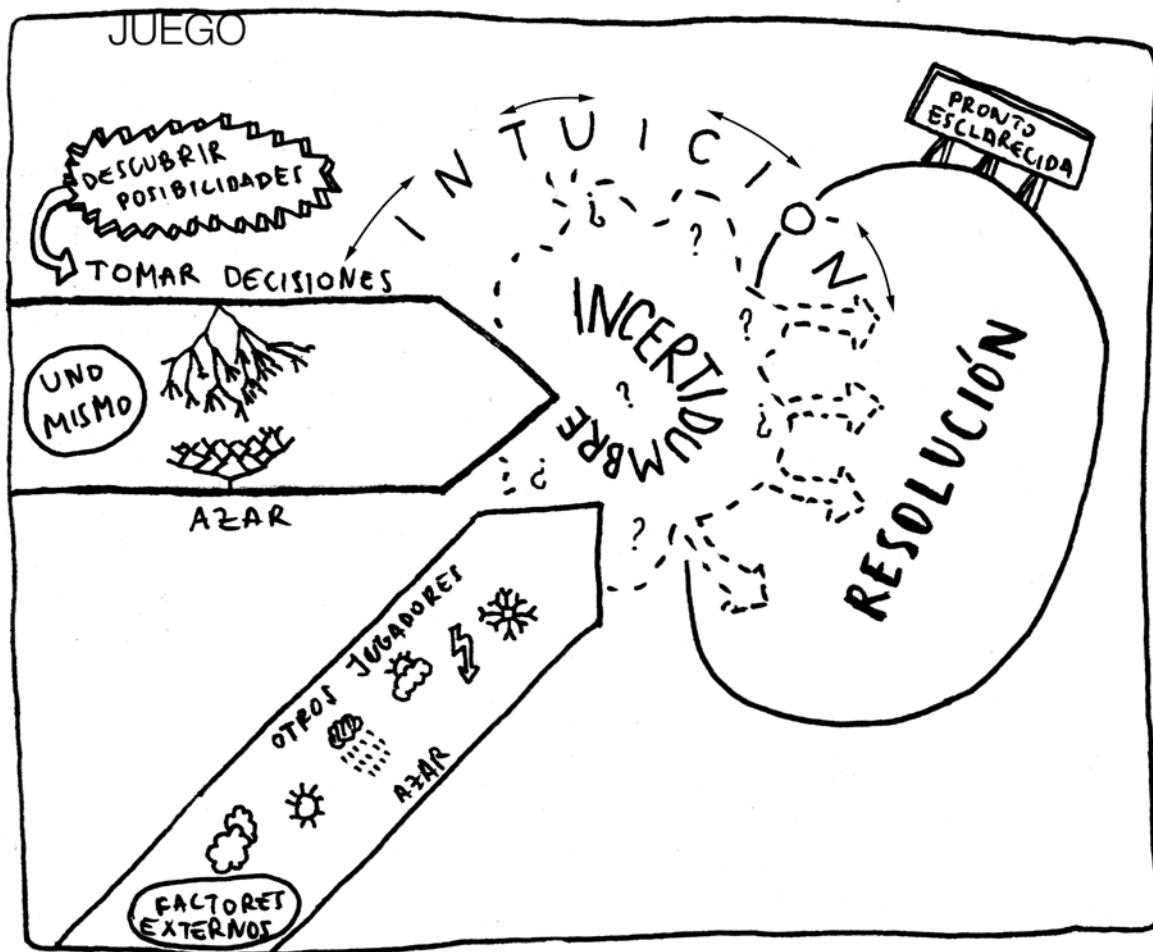 JUEGO
PRONTO
ESCLARECIDA
DESCUBRIR
POSIBILIDADES
INTUICION
TOMAR DECISIONES
UNO
MISMO
AZAR
?
?
?
INCERTIDUMBRE
?
?
?
?
RESOLUCIÓN
OTROS JUGADORES
AZAR
FACTORES
EXTERNOS